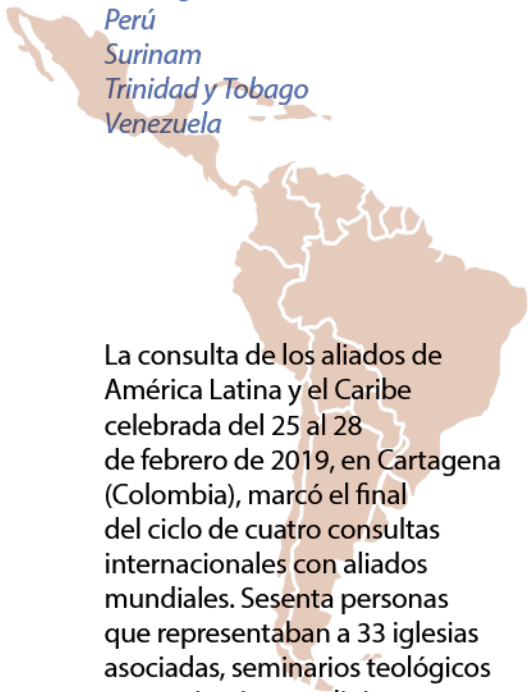 Perú
Surinam
Trinidad y Tobago
Venezuela
La consulta de los aliados de
América Latina y el Caribe
celebrada del 25 al 28
de febrero de 2019, en Cartagena
(Colombia), marcó el final
del ciclo de cuatro consultas
internacionales con aliados
mundiales. Sesenta personas
que representaban a 33 iglesias
asociadas, seminarios teológicos